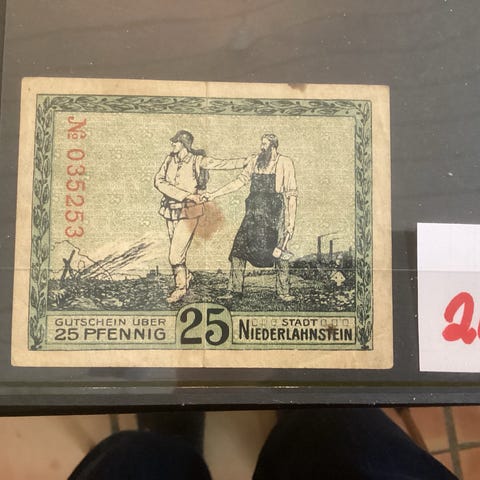 № 035253
GUTSCHEIN ÜBER
25 PFENNIG
25
STADT
NIEDERLAHNSTEIN